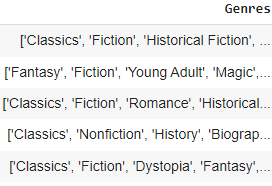 Genres
['Classics', 'Fiction', 'Historical Fiction', ...
['Fantasy', 'Fiction', 'Young Adult', 'Magic',...
['Classics', 'Fiction', 'Romance', 'Historical...
['Classics', 'Nonfiction', 'History', 'Biograp...
['Classics', 'Fiction', 'Dystopia', 'Fantasy',...